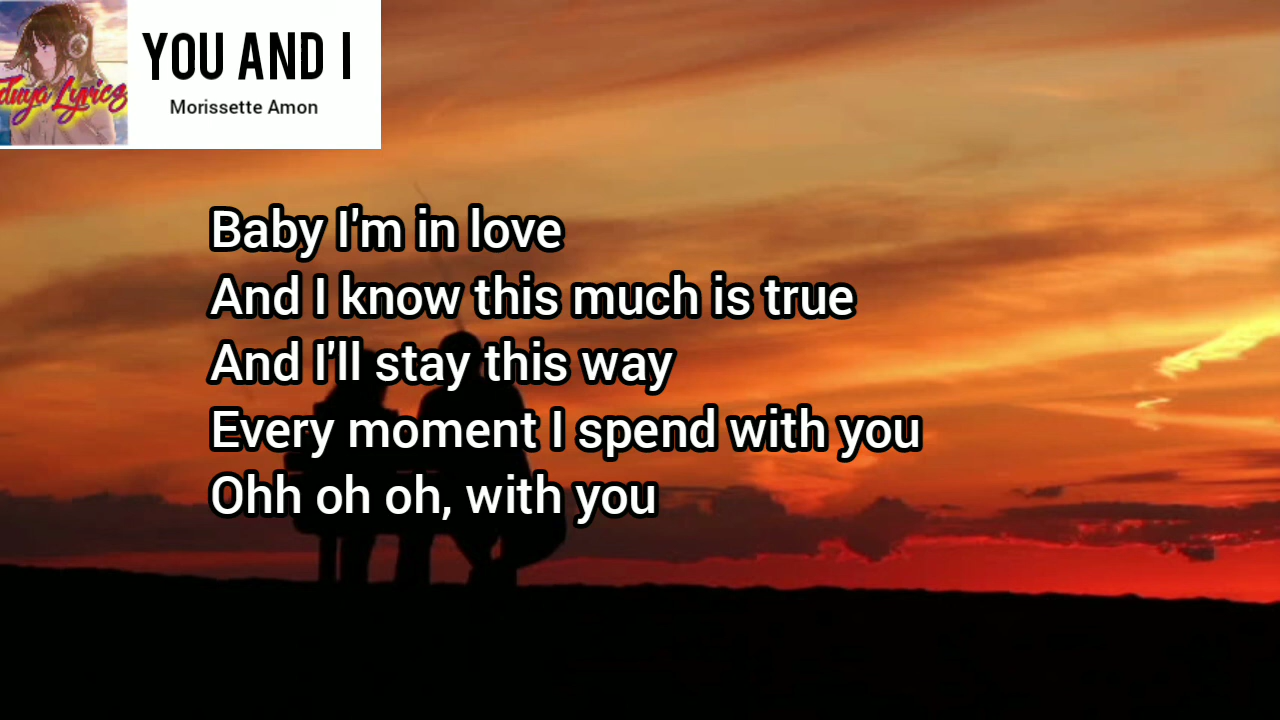 YOU AND I
Morissette Amon
Lyrics
Baby I'm in love
And I know this much is true
And I'll stay this way
Every moment I spend with you
Ohh oh oh, with you